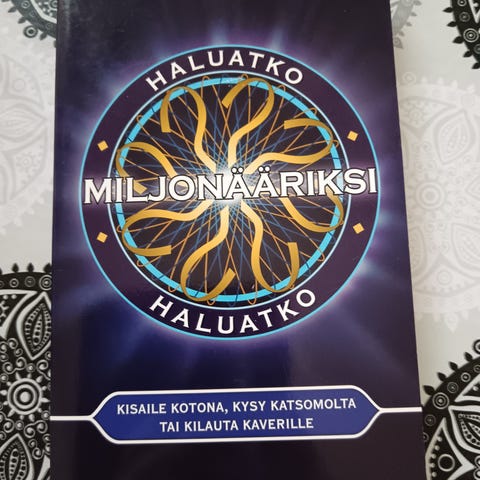 HALUATKO
MILJONÄÄRIKSI
HALUATKO
KISAILE KOTONA, KYSY KATSOMOLTA
TAI KILAUTA KAVERILLE